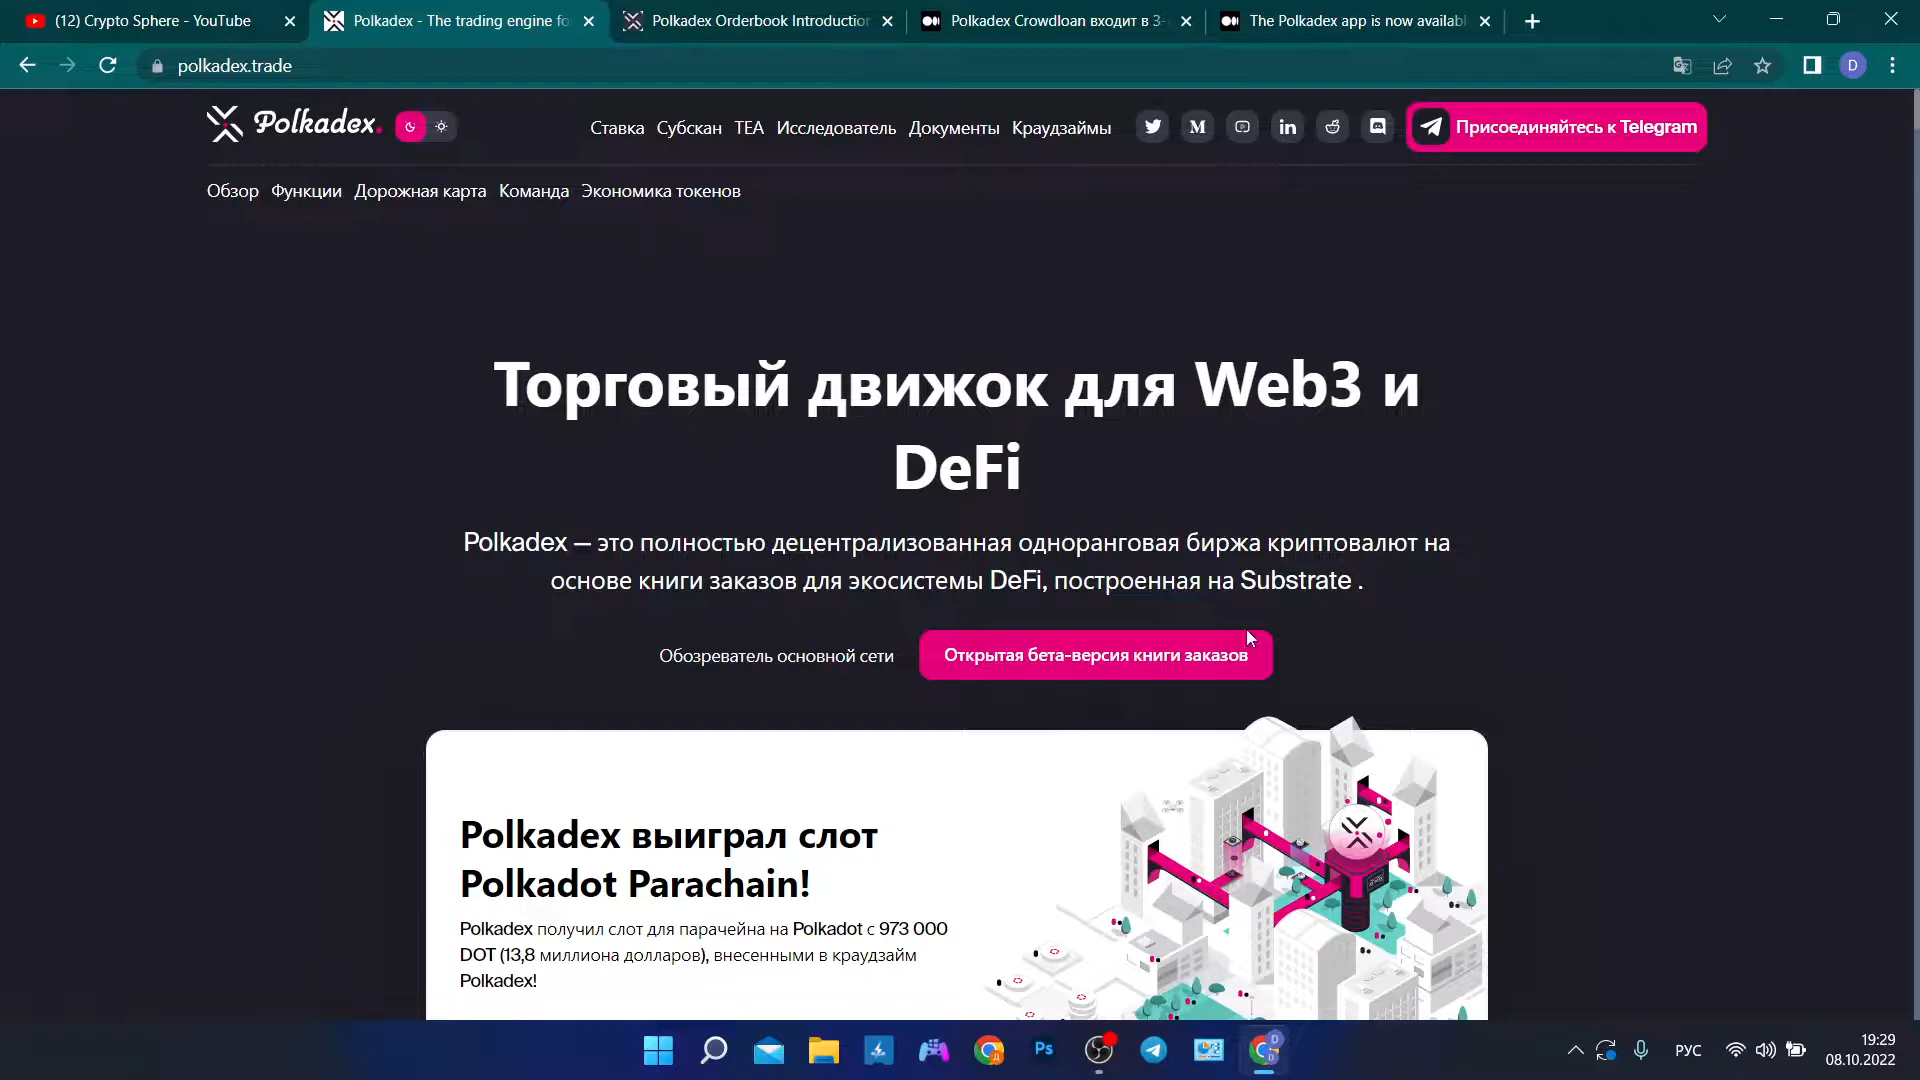 (12) Crypto Sphere - YouTube
Polkadex - The trading engine fo
Polkadex Orderbook Introduction
Polkadex Crowdloan входит в 3-
The Polkadex app is now availabl
polkadex.trade
D
Polkadex.
Ставка Субскан ТЕА Исследователь Документы Краудзаймы
Присоединяйтесь к Telegram
Обзор Функции Дорожная карта Команда Экономика токенов
Торговый движок для Web3 и
DeFi
Polkadex — это полностью децентрализованная одноранговая биржа криптовалют на
основе книги заказов для экосистемы DeFi, построенная на Substrate .
Обозреватель основной сети
Открытая бета-версия книги заказов
Polkadex выиграл слот
Polkadot Parachain!
Polkadex получил слот для парачейна на Polkadot с 973 000
DOT (13,8 миллиона долларов), внесенными в краудзайм
Polkadex!
Ps
РУС
19:29
08.10.2022